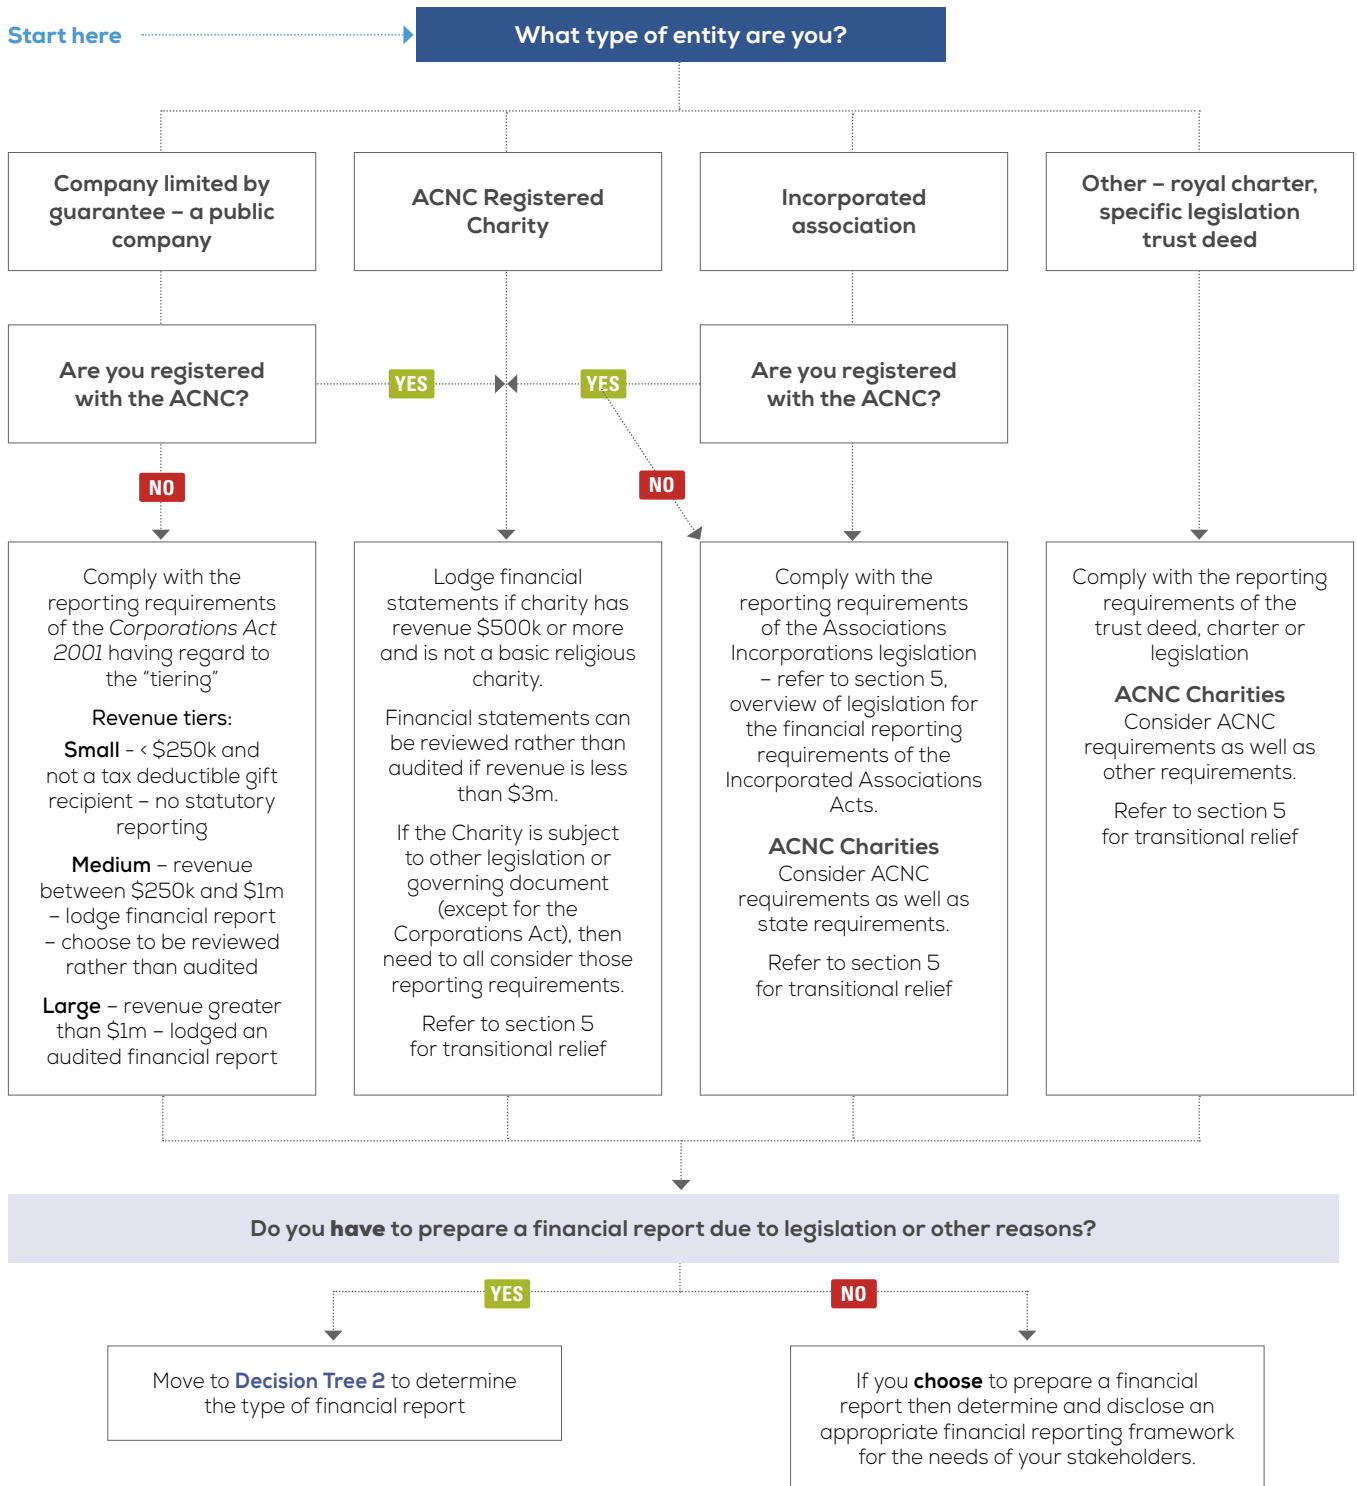 Start here
What type of entity are you?
Company limited by
guarantee – a public
company
ACNC Registered
Charity
Incorporated
association
Other – royal charter,
specific legislation
trust deed
Are you registered
with the ACNC?
YES
YES
Are you registered
with the ACNC?
NO
NO
Comply with the
reporting requirements
of the Corporations Act
2001 having regard to
the "tiering"
Revenue tiers:
Small - < $250k and
not a tax deductible gift
recipient – no statutory
reporting
Medium – revenue
between $250k and $1m
– lodge financial report
– choose to be reviewed
rather than audited
Large – revenue greater
than $1m – lodged an
audited financial report
Lodge financial
statements if charity has
revenue $500k or more
and is not a basic religious
charity.
Financial statements can
be reviewed rather than
audited if revenue is less
than $3m.
If the Charity is subject
to other legislation or
governing document
(except for the
Corporations Act), then
need to all consider those
reporting requirements.
Refer to section 5
for transitional relief
Comply with the
reporting requirements
of the Associations
Incorporations legislation
– refer to section 5,
overview of legislation for
the financial reporting
requirements of the
Incorporated Associations
Acts.
ACNC Charities
Consider ACNC
requirements as well as
state requirements.
Refer to section 5
for transitional relief
Comply with the reporting
requirements of the
trust deed, charter or
legislation
ACNC Charities
Consider ACNC
requirements as well as
other requirements.
Refer to section 5
for transitional relief
Do you have to prepare a financial report due to legislation or other reasons?
YES
NO
Move to Decision Tree 2 to determine
the type of financial report
If you choose to prepare a financial
report then determine and disclose an
appropriate financial reporting framework
for the needs of your stakeholders.